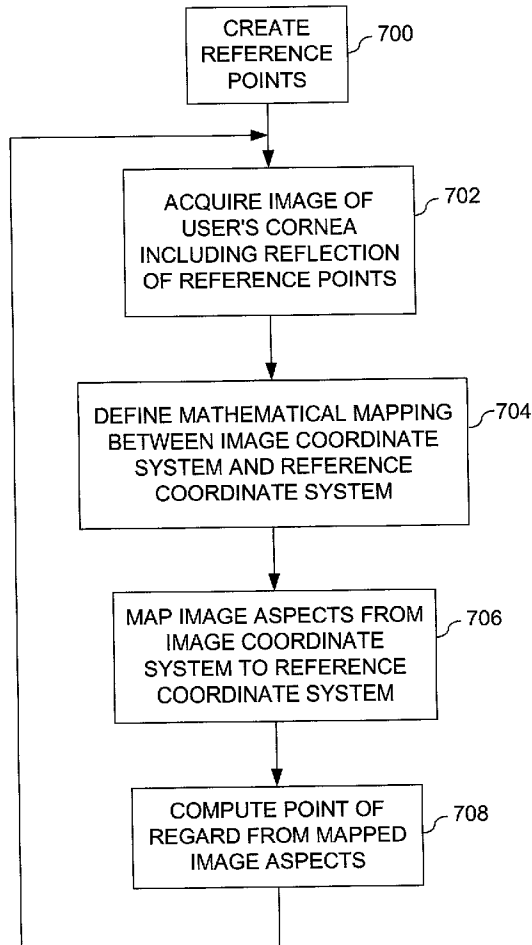 CREATE
REFERENCE
POINTS
700
ACQUIRE IMAGE OF
USER'S CORNEA
INCLUDING REFLECTION
OF REFERENCE POINTS
702
DEFINE MATHEMATICAL MAPPING
BETWEEN IMAGE COORDINATE
SYSTEM AND REFERENCE
COORDINATE SYSTEM
704
MAP IMAGE ASPECTS FROM
IMAGE COORDINATE
SYSTEM TO REFERENCE
COORDINATE SYSTEM
706
COMPUTE POINT OF
REGARD FROM MAPPED
IMAGE ASPECTS
708